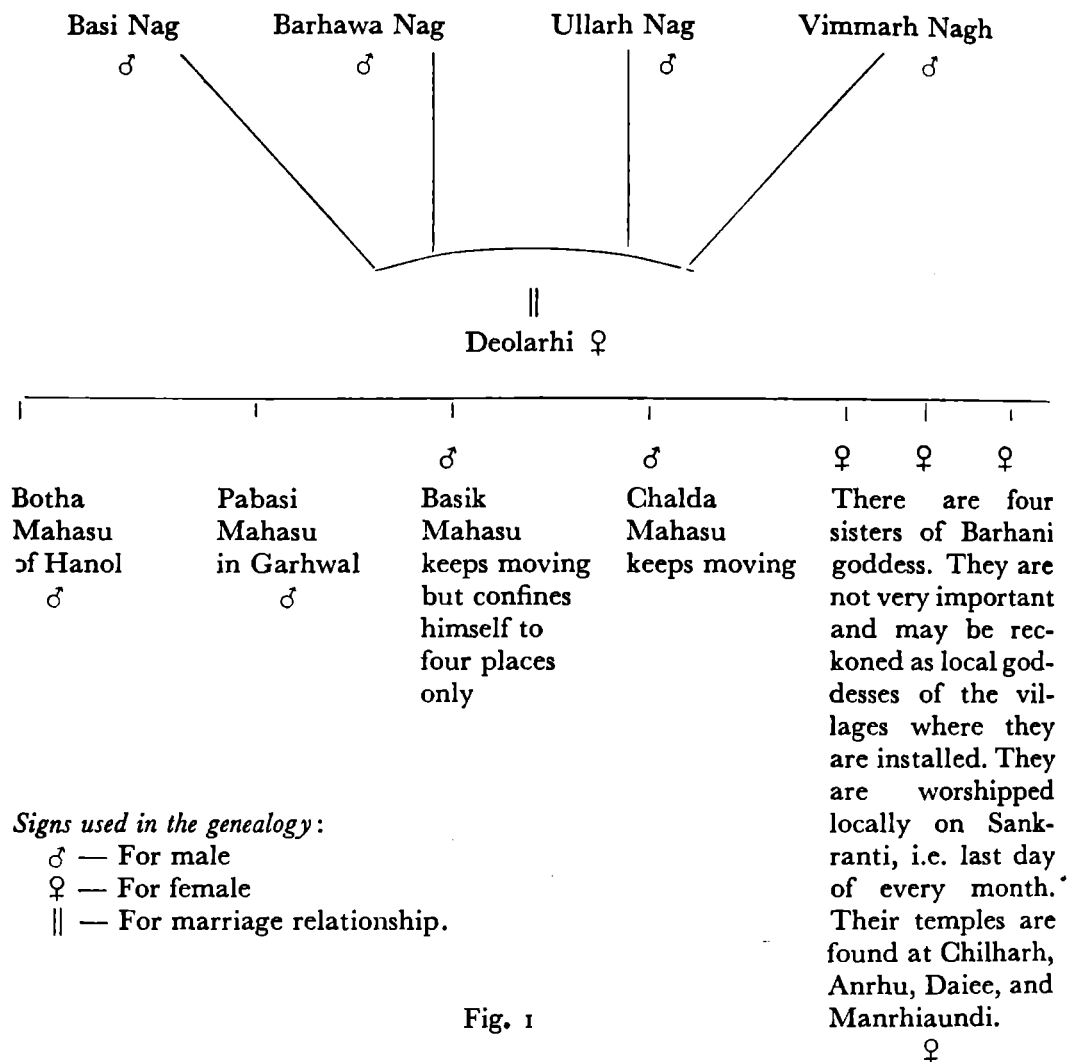 Basi Nag Barhawa Nag Ullarh Nag Vimmarh Nagh
♂ ♂ ♂ ♂
||
Deolarhi ♀
♂ ♂ ♀ ♀ ♀
Botha
Mahasu
of Hanol
♂
Pabasi
Mahasu
in Garhwal
♂
Basik
Mahasu
keeps moving
but confines
himself to
four places
only
Chalda
Mahasu
keeps moving
There are four
sisters of Barhani
goddess. They are
not very important
and may be rec-
koned as local god-
desses of the vil-
lages where they
are installed. They
are worshipped
locally on Sank-
ranti, i.e. last day
of every month.
Their temples are
found at Chilharh,
Anrhu, Daiee, and
Manrhiaundi.
♀
Signs used in the genealogy:
♂ — For male
♀ — For female
|| — For marriage relationship.
Fig. 1